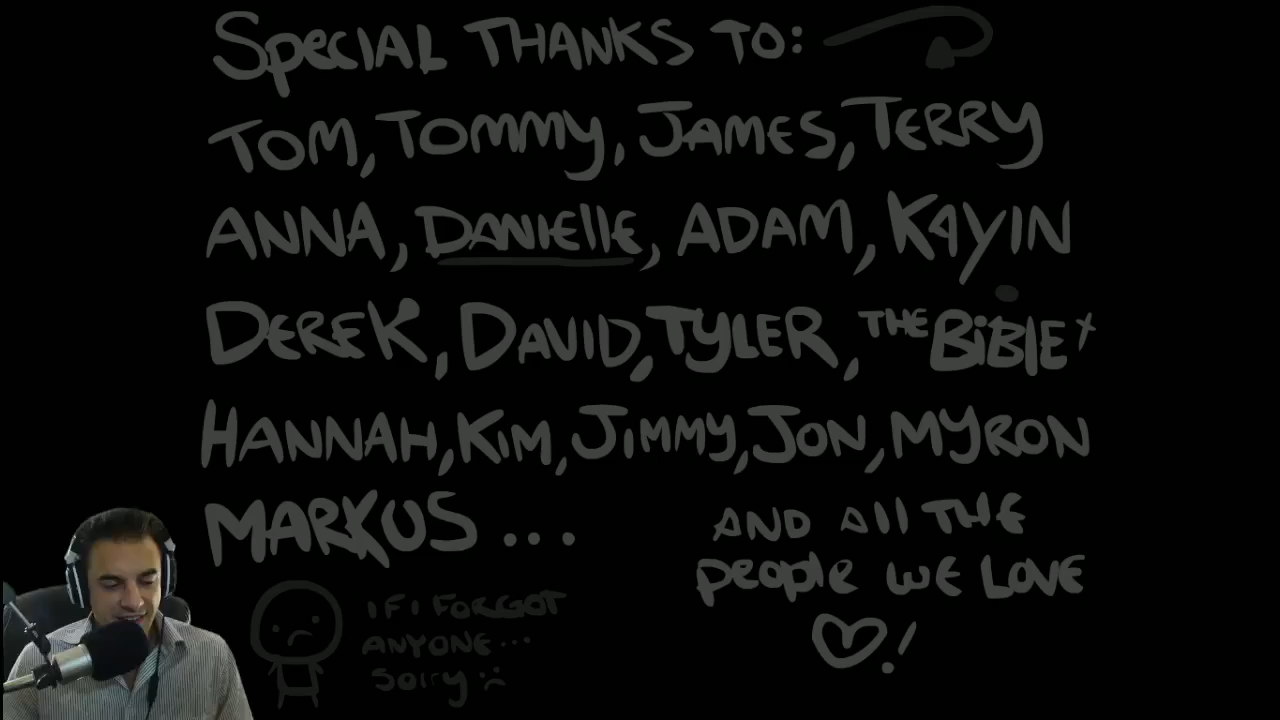 Special THANKS TO:
TOM, TOMMY, JAMES, TERRY
ANNA, DANIElle, ADAM, KAYIN
DEREK, DAVID, TYLER, THE BiBLE
HANNAH, KiM, JIMMY, JON, MYRON
MARKUS...
AND All THE
people WE LOVE
!
IF I FORGOT
ANYONE...
Sorry :(